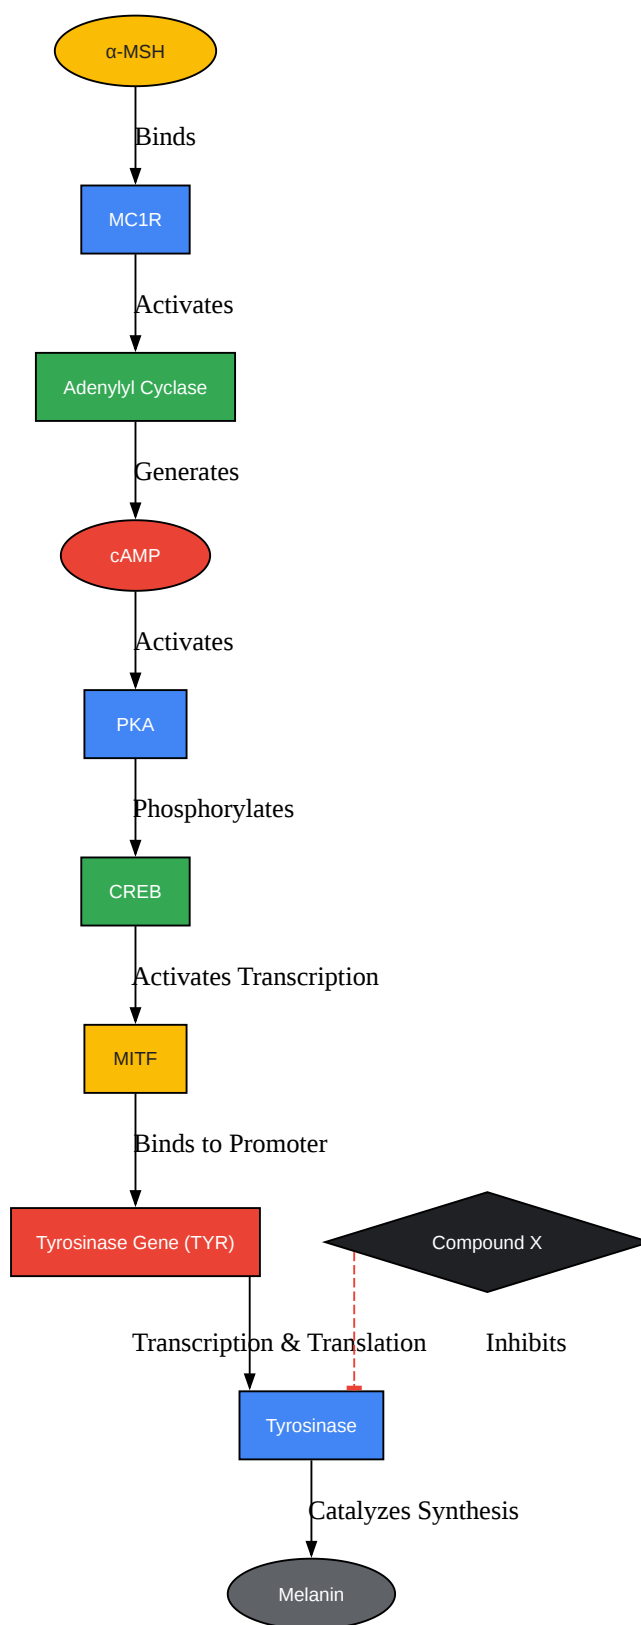 α-MSH
Binds
MC1R
Activates
Adenylyl Cyclase
Generates
cAMP
Activates
PKA
Phosphorylates
CREB
Activates Transcription
MITF
Binds to Promoter
Tyrosinase Gene (TYR)
Compound X
Transcription & Translation
Inhibits
Tyrosinase
Catalyzes Synthesis
Melanin